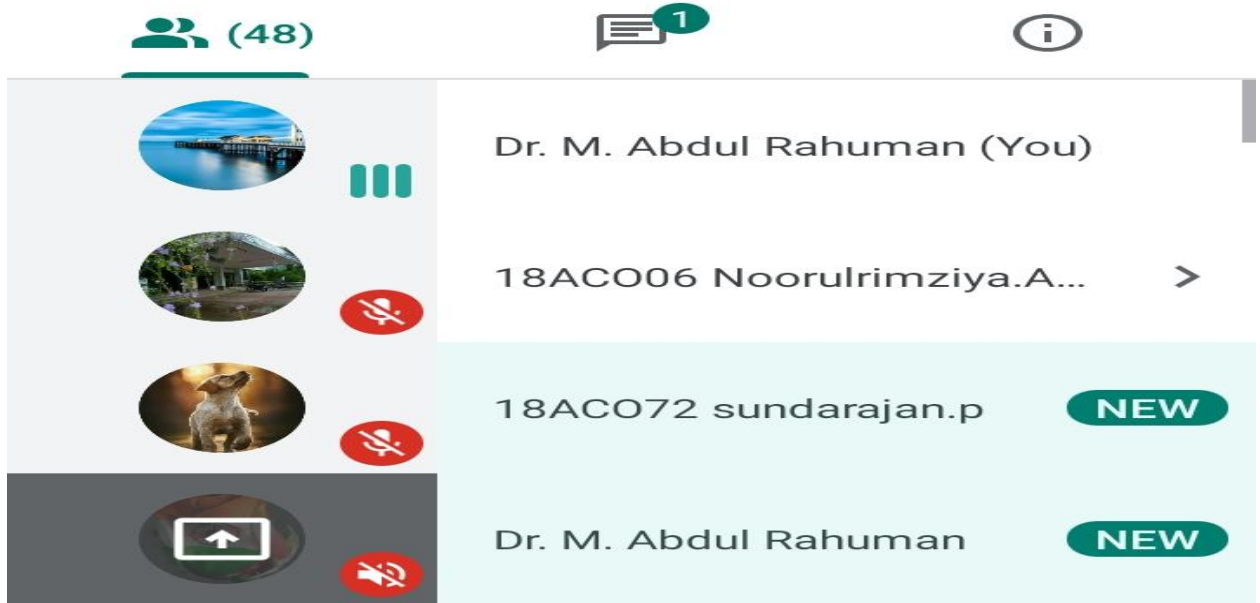 (48)
1
Dr. M. Abdul Rahuman (You)
18ACO06 Noorulrimziya.A...
18ACO72 sundarajan.p NEW
Dr. M. Abdul Rahuman NEW